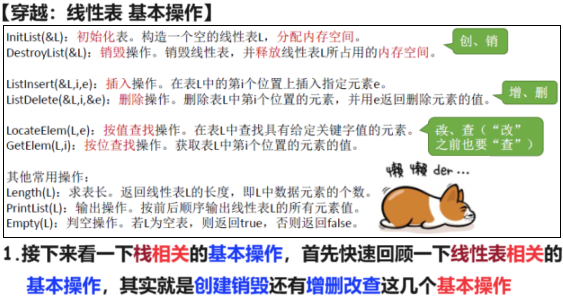 【穿越：线性表 基本操作】
InitList(&L)：初始化表。构造一个空的线性表L，分配内存空间。
DestroyList(&L)：销毁操作。销毁线性表，并释放线性表L所占用的内存空间。
创、销
ListInsert(&L,i,e)：插入操作。在表L中的第i个位置上插入指定元素e。
ListDelete(&L,i,&e)：删除操作。删除表L中第i个位置的元素，并用e返回删除元素的值。
增、删
LocateElem(L,e)：按值查找操作。在表L中查找具有给定关键字值的元素。
GetElem(L,i)：按位查找操作。获取表L中第i个位置的元素的值。
改、查（“改”
之前也要“查”）
其他常用操作：
Length(L)：求表长。返回线性表L的长度，即L中数据元素的个数。
PrintList(L)：输出操作。按前后顺序输出线性表L的所有元素值。
Empty(L)：判空操作。若L为空表，则返回true，否则返回false。
懒 懒 der...
1.接下来看一下栈相关的基本操作，首先快速回顾一下线性表相关的
基本操作，其实就是创建销毁还有增删改查这几个基本操作